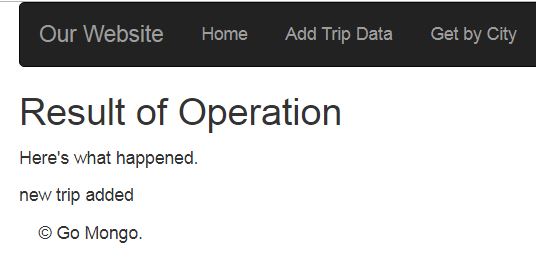 Our Website Home Add Trip Data Get by City
Result of Operation
Here's what happened.
new trip added
© Go Mongo.